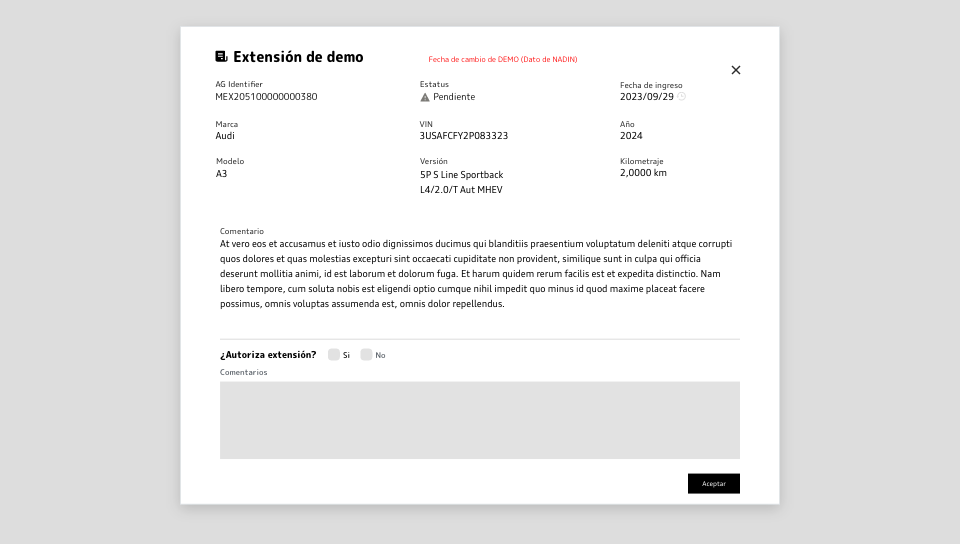 Extensión de demo
Fecha de cambio de DEMO (Dato de NADIN)
AG Identifier
MEX205100000000380
Estatus
Pendiente
Fecha de ingreso
2023/09/29
Marca
Audi
VIN
3USAFCFY2P083323
Año
2024
Modelo
A3
Versión
5P S Line Sportback
L4/2.0/T Aut MHEV
Kilometraje
2,0000 km
Comentario
At vero eos et accusamus et iusto odio dignissimos ducimus qui blanditiis praesentium voluptatum deleniti atque corrupti
quos dolores et quas molestias excepturi sint occaecati cupiditate non provident, similique sunt in culpa qui officia
deserunt mollitia animi, id est laborum et dolorum fuga. Et harum quidem rerum facilis est et expedita distinctio. Nam
libero tempore, cum soluta nobis est eligendi optio cumque nihil impedit quo minus id quod maxime placeat facere
possimus, omnis voluptas assumenda est, omnis dolor repellendus.
¿Autoriza extensión?
Si
No
Comentarios
Aceptar